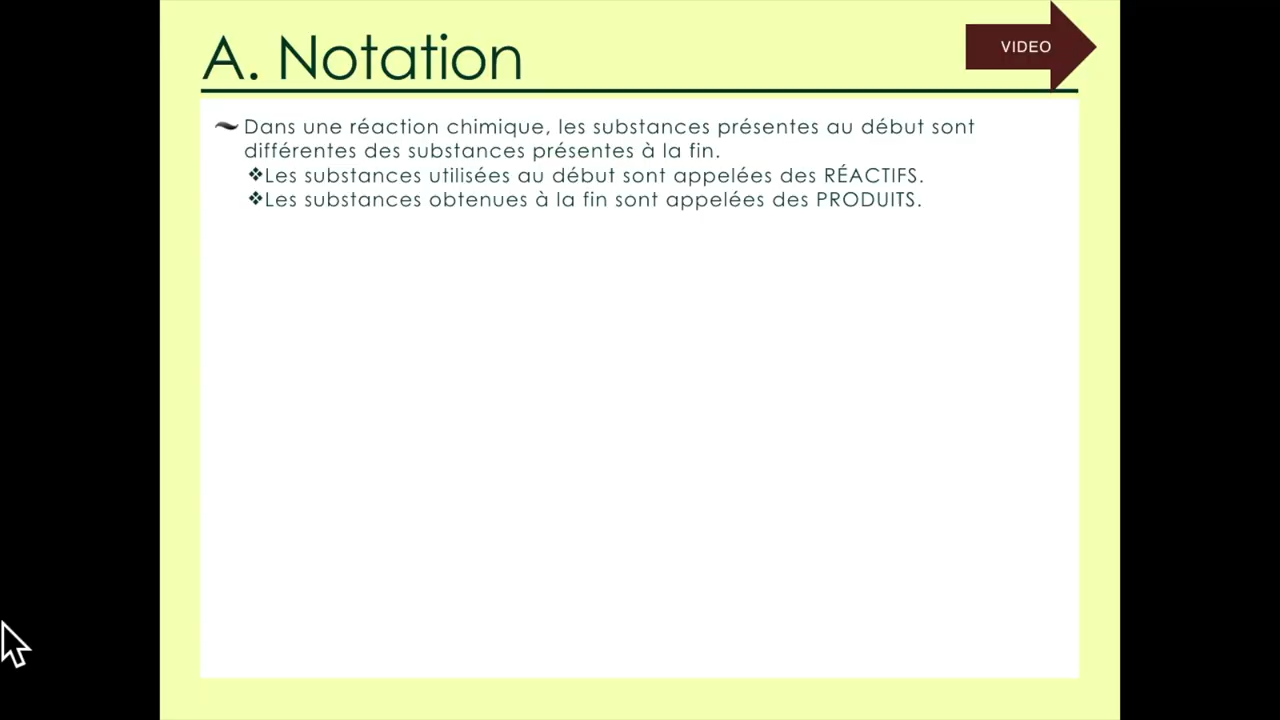 A. Notation
VIDEO
Dans une réaction chimique, les substances présentes au début sont
différentes des substances présentes à la fin.
❖Les substances utilisées au début sont appelées des RÉACTIFS.
❖Les substances obtenues à la fin sont appelées des PRODUITS.